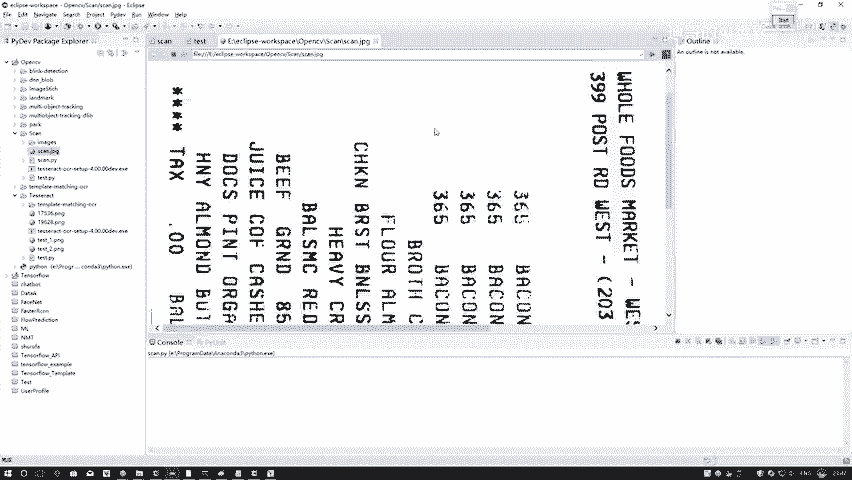 eclipse-workspace - Opencv/Scan/scan.jpg - Eclipse
File Edit Navigate Search Project Pydev Run Window Help
PyDev Package Explorer
Opencv
blink-detection
dnn_blob
ImageStich
landmark
multi-object-tracking
multiobject-tracking-dlib
park
Scan
images
scan.jpg
scan.py
tesseract-ocr-setup-4.00.00dev.exe
test.py
template-matching-ocr
Tesseract
template-matching-ocr
17536.png
19628.png
tesseract-ocr-setup-4.00.00dev.exe
test_1.png
test_2.png
test.py
Tensorflow
chatbot
DataA
FaceNet
FasterRcnn
FlowPrediction
ML
NMT
shurufa
Tensorflow_API
tensorflow_example
Tensorflow_Template
Test
UserProfile
scan
test
E:\eclipse-workspace\Opencv\Scan\scan.jpg
file:///E:/eclipse-workspace/Opencv/Scan/scan.jpg
WHOLE FOODS MARKET - WES
399 POST RD WEST - (203
365 BACON
365 BACON
365 BACON
365 BACON
BROTH C
FLOUR ALM
CHKN BRST BNLSS
HEAVY CR
BALSMC RED
BEEF GRND 85
JUICE COF CASHE
DOCS PINT ORGA
HNY ALMOND BUT
**** TAX .00 BAL
Outline
An outline is not available.
Console
PyUnit
scan.py [e:\ProgramData\Anaconda3\python.exe]